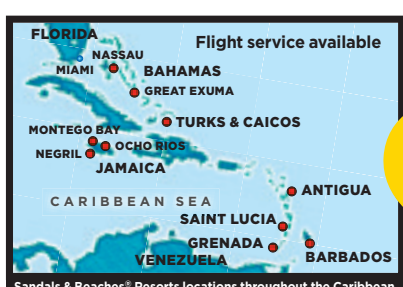 FLORIDA
Flight service available
NASSAU
MIAMI
BAHAMAS
GREAT EXUMA
TURKS & CAICOS
MONTEGO BAY
OCHO RIOS
NEGRIL
JAMAICA
ANTIGUA
CARIBBEAN SEA
SAINT LUCIA
GRENADA
BARBADOS
VENEZUELA
Sandals & Beaches® Resorts locations throughout the Caribbean